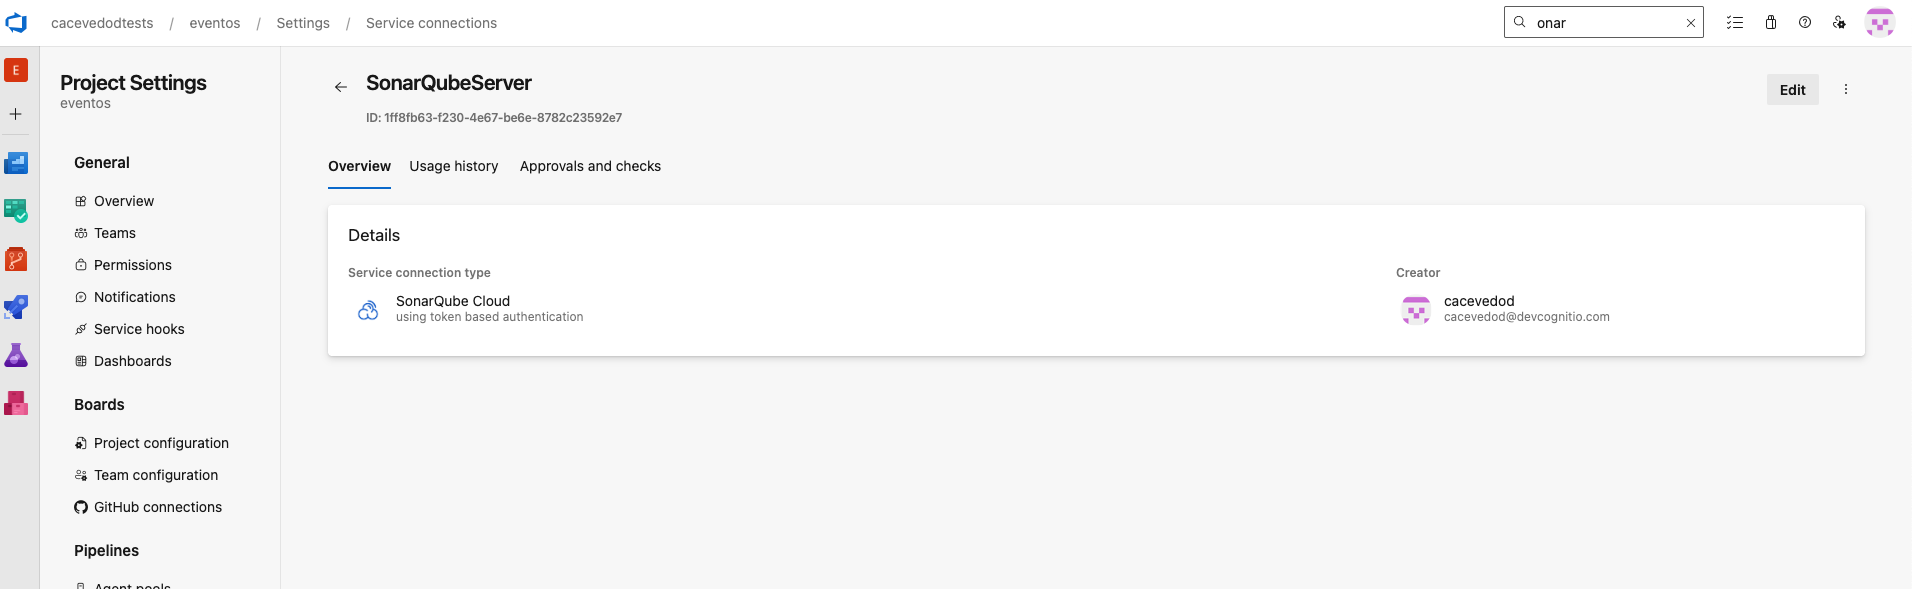 cacevedodtests / eventos / Settings / Service connections
onar
E
Project Settings
eventos
General
Overview
Teams
Permissions
Notifications
Service hooks
Dashboards
Boards
Project configuration
Team configuration
GitHub connections
Pipelines
Agent pools
SonarQubeServer
ID: 1ff8fb63-f230-4e67-be6e-8782c23592e7
Edit
Overview Usage history Approvals and checks
Details
Service connection type
SonarQube Cloud
using token based authentication
Creator
cacevedod
cacevedod@devcognitio.com